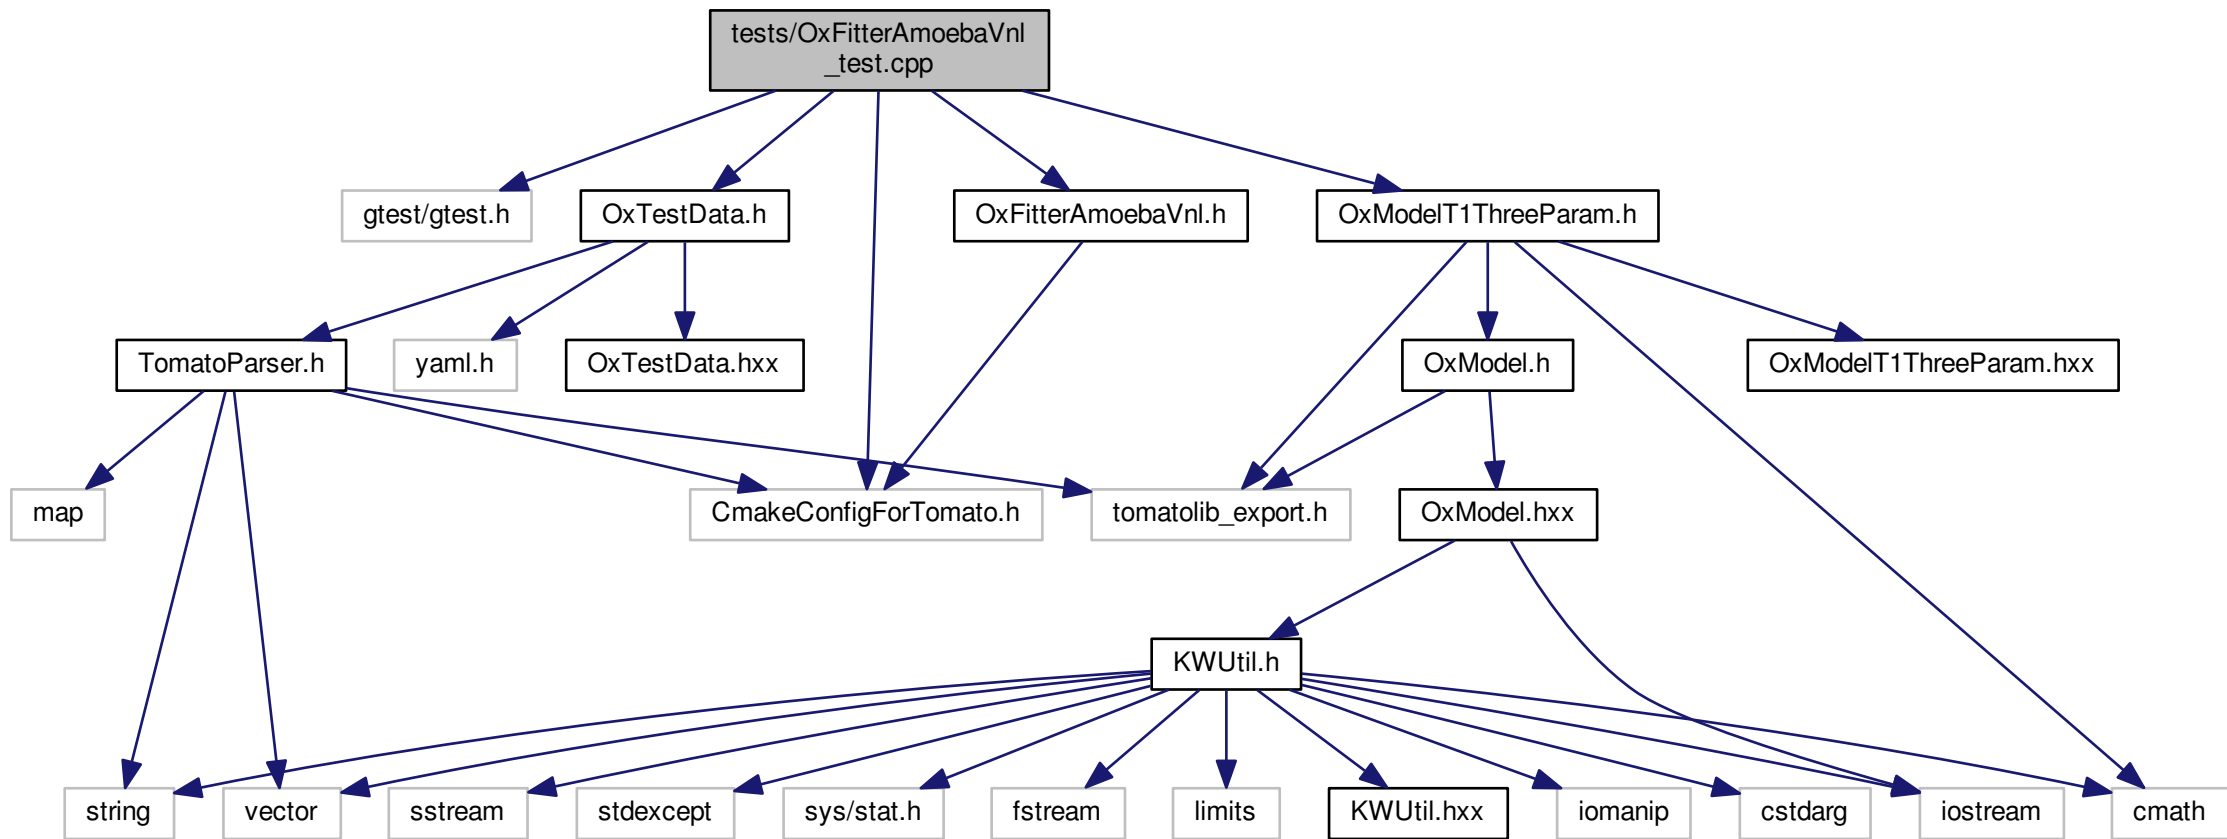 tests/OxFitterAmoebaVnl
_test.cpp
gtest/gtest.h
OxTestData.h
OxFitterAmoebaVnl.h
OxModelT1ThreeParam.h
TomatoParser.h
yaml.h
OxTestData.hxx
OxModel.h
OxModelT1ThreeParam.hxx
map
CmakeConfigForTomato.h
tomatolib_export.h
OxModel.hxx
KWUtil.h
string
vector
sstream
stdexcept
sys/stat.h
fstream
limits
KWUtil.hxx
iomanip
cstdarg
iostream
cmath